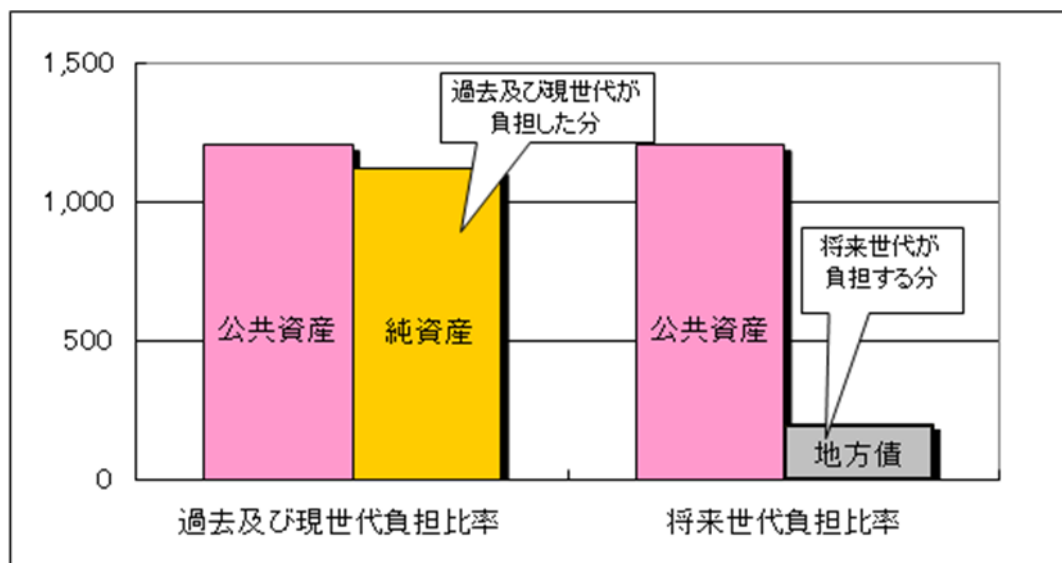 1,500
1,000
500
0
過去及び現世代が
負担した分
将来世代が
負担する分
公共資産
純資産
公共資産
地方債
過去及び現世代負担比率
将来世代負担比率